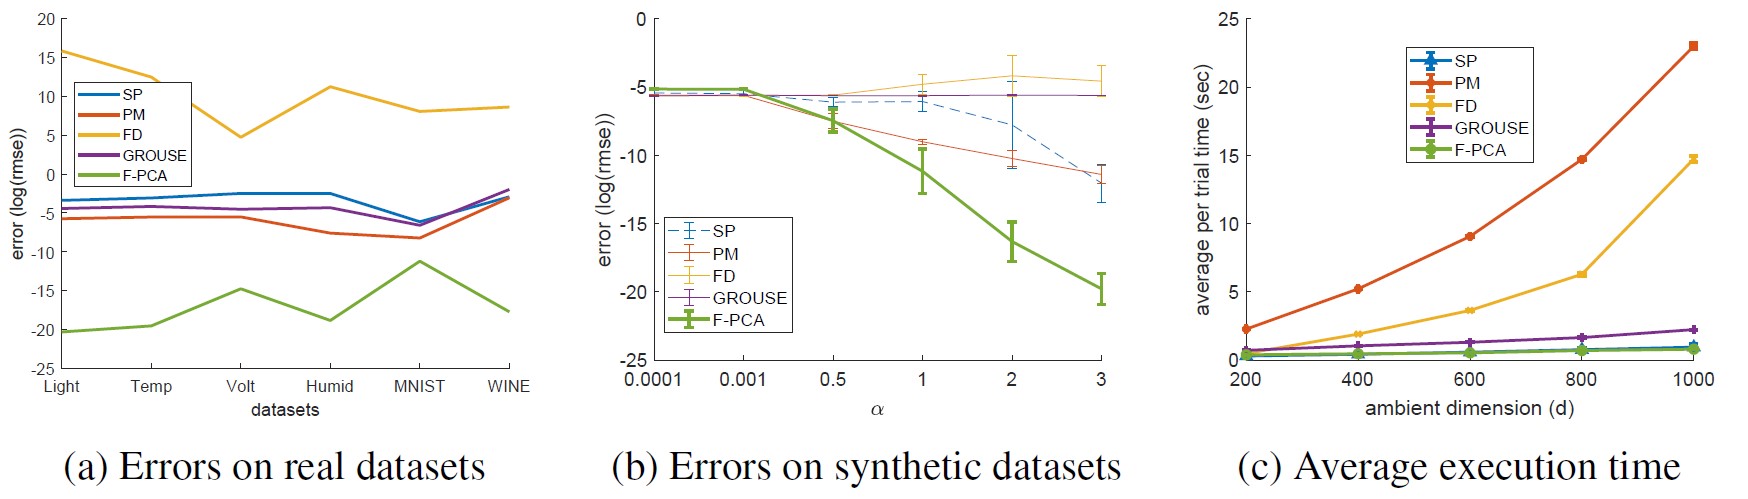 20
15
10
5
0
-5
-10
-15
-20
-25
error (log(rmse))
SP
PM
FD
GROUSE
F-PCA
Light Temp Volt Humid MNIST WINE
datasets
(a) Errors on real datasets
0
-5
-10
-15
-20
-25
error (log(rmse))
SP
PM
FD
GROUSE
F-PCA
0.0001 0.001 0.5 1 2 3
α
(b) Errors on synthetic datasets
25
20
15
10
5
0
average per trial time (sec)
SP
PM
FD
GROUSE
F-PCA
200 400 600 800 1000
ambient dimension (d)
(c) Average execution time